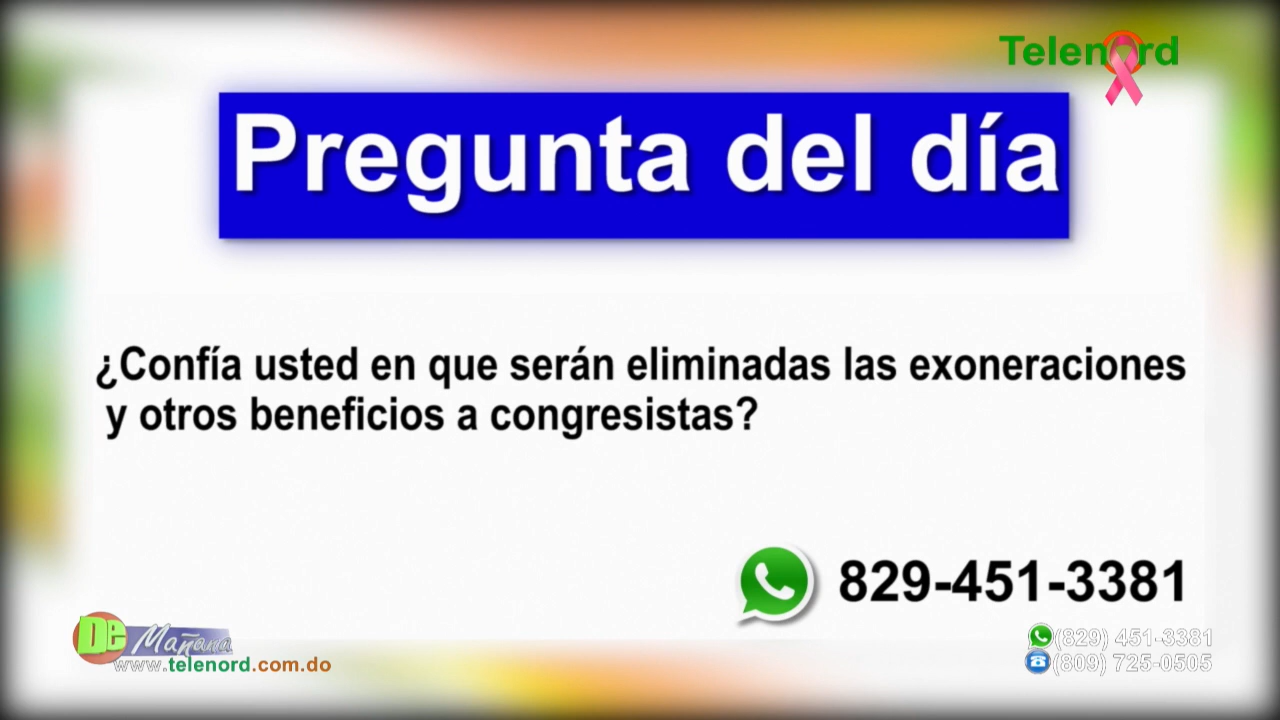 Telenord
Pregunta del día
¿Confía usted en que serán eliminadas las exoneraciones
y otros beneficios a congresistas?
829-451-3381
De Mañana
www.telenord.com.do
(829) 451-3381
(809) 725-0505